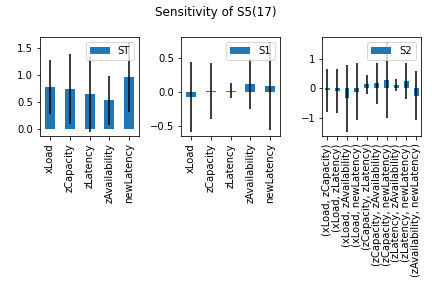 Sensitivity of S5(17)
ST
1.5
1.0
0.5
0.0
xLoad
zCapacity
zLatency
zAvailability
newLatency
S1
0.5
0.0
−0.5
xLoad
zCapacity
zLatency
zAvailability
newLatency
S2
1
0
−1
(xLoad, zCapacity)
(xLoad, zLatency)
(xLoad, zAvailability)
(xLoad, newLatency)
(zCapacity, zLatency)
(zCapacity, zAvailability)
(zCapacity, newLatency)
(zLatency, zAvailability)
(zLatency, newLatency)
(zAvailability, newLatency)